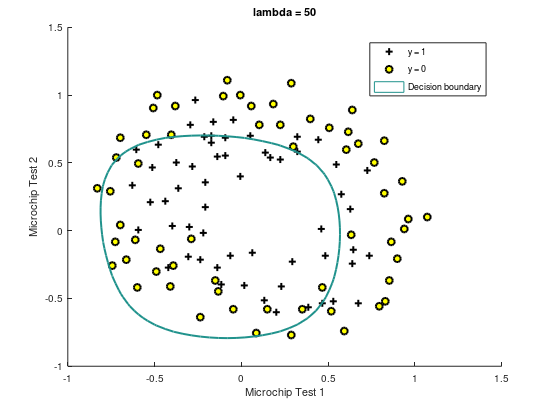 lambda = 50
1.5
1
0.5
0
-0.5
-1
-1
-0.5
0
0.5
1
1.5
Microchip Test 2
Microchip Test 1
y = 1
y = 0
Decision boundary